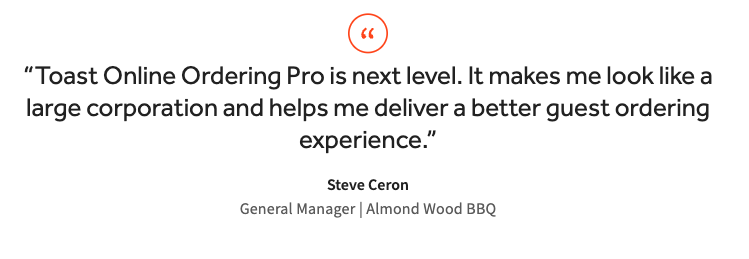 “
“Toast Online Ordering Pro is next level. It makes me look like a
large corporation and helps me deliver a better guest ordering
experience.”
Steve Ceron
General Manager | Almond Wood BBQ